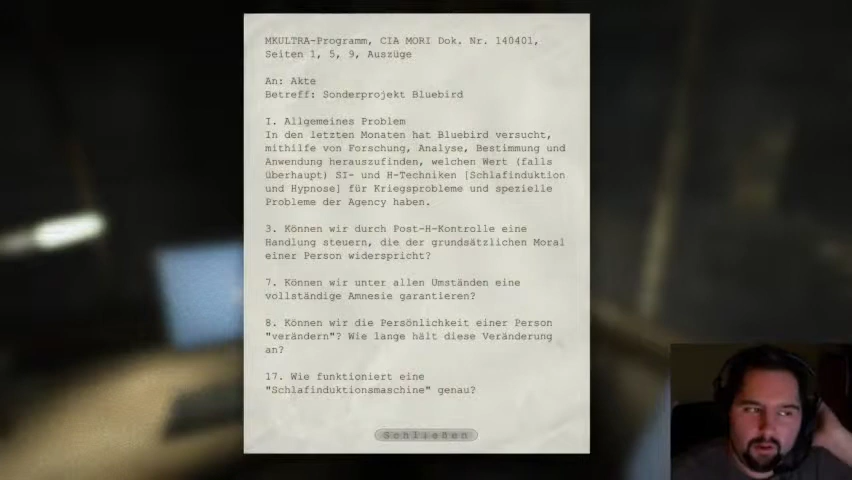 MKULTRA-Programm, CIA MORI Dok. Nr. 140401,
Seiten 1, 5, 9, Auszüge
An: Akte
Betreff: Sonderprojekt Bluebird
I. Allgemeines Problem
In den letzten Monaten hat Bluebird versucht,
mithilfe von Forschung, Analyse, Bestimmung und
Anwendung herauszufinden, welchen Wert (falls
überhaupt) SI- und H-Techniken [Schlafinduktion
und Hypnose] für Kriegsprobleme und spezielle
Probleme der Agency haben.
3. Können wir durch Post-H-Kontrolle eine
Handlung steuern, die der grundsätzlichen Moral
einer Person widerspricht?
7. Können wir unter allen Umständen eine
vollständige Amnesie garantieren?
8. Können wir die Persönlichkeit einer Person
"verändern"? Wie lange hält diese Veränderung
an?
17. Wie funktioniert eine
"Schlafinduktionsmaschine" genau?
Schließen